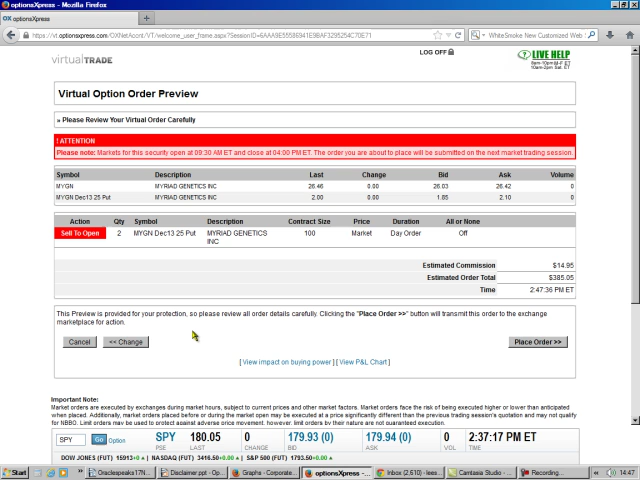 optionsXpress - Mozilla Firefox
OX optionsXpress
+
https://vt.optionsxpress.com/OXNetAccnt/VT/welcome_user_frame.aspx?SessionID=6AAA9E55586941E9BAF3295254C70E71
WhiteSmoke New Customized Web S
virtualTRADE
LOG OFF
LIVE HELP
8am-10pm M-F ET
10am-2pm Sat, ET
Virtual Option Order Preview
» Please Review Your Virtual Order Carefully
! ATTENTION
Please note: Markets for this security open at 09:30 AM ET and close at 04:00 PM ET. The order you are about to place will be submitted on the next market trading session.
Symbol Description Last Change Bid Ask Volume
MYGN MYRIAD GENETICS INC 26.46 0.00 26.03 26.42 0
MYGN Dec13 25 Put MYRIAD GENETICS INC 2.00 0.00 1.85 2.10 0
Action Qty Symbol Description Contract Size Price Duration All or None
Sell To Open 2 MYGN Dec13 25 Put MYRIAD GENETICS INC 100 Market Day Order Off
Estimated Commission $14.95
Estimated Order Total $385.05
Time 2:47:36 PM ET
This Preview is provided for your protection, so please review all order details carefully. Clicking the "Place Order >>" button will transmit this order to the exchange
marketplace for action.
Cancel << Change Place Order >>
[ View impact on buying power ] [ View P&L Chart ]
Important Note:
Market orders are executed by exchanges during market hours, subject to current prices and other market factors. Market orders face the risk of being executed higher or lower than anticipated
when placed. Additionally, market orders placed before or during the market open may be executed at a price significantly different than the previous trading session's quotation and may not qualify
for NBBO. Limit orders may be used to protect against adverse price movement, however, limit orders by their nature are not guaranteed execution.
SPY Go Option SPY 180.05 0 179.93 (0) 179.94 (0) 0 2:37:17 PM ET
PSE LAST CHANGE BID ASK VOL TIME
DOW JONES (FUT) 15913+0 | NASDAQ (FUTR) 3416.50+0.00 | S&P 500 (FUT) 1793.50+0.00
Start Oraclespeaks17N... Disclaimer.ppt - Op... Graphs - Corporate... optionsXpress -... Inbox (2,610) - lees... Camtasia Studio - ... Recording... 14:47